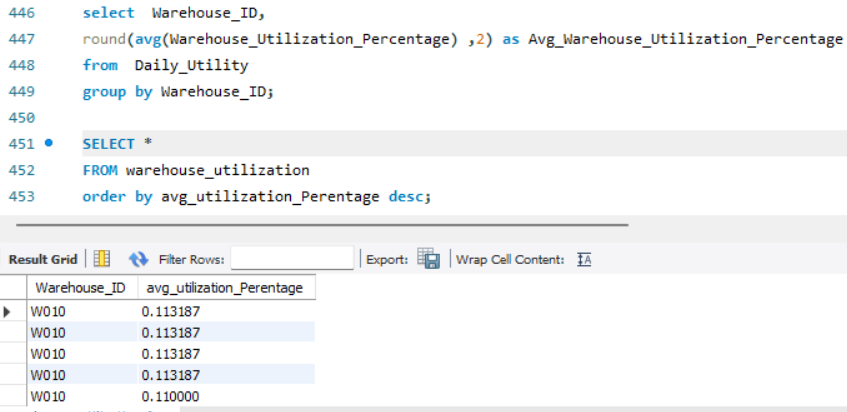 446 select Warehouse_ID,
447 round(avg(Warehouse_Utilization_Percentage) ,2) as Avg_Warehouse_Utilization_Percentage
448 from Daily_Utility
449 group by Warehouse_ID;
450
451 SELECT *
452 FROM warehouse_utilization
453 order by avg_utilization_Perentage desc;
Result Grid Filter Rows: Export: Wrap Cell Content: IA
Warehouse_ID avg_utilization_Perentage
W010 0.113187
W010 0.113187
W010 0.113187
W010 0.113187
W010 0.110000